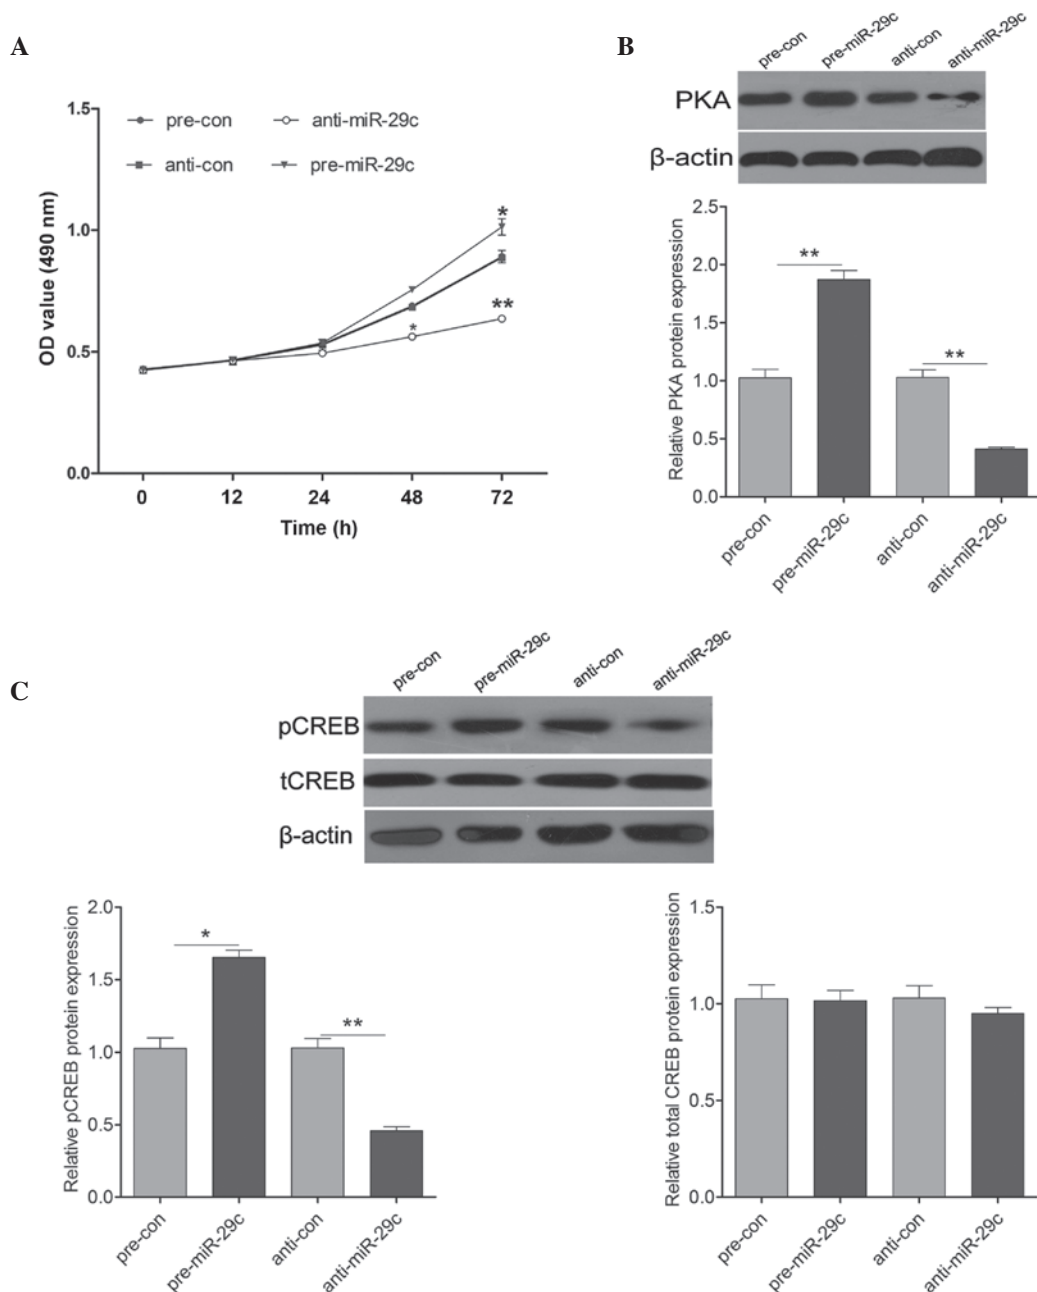 A
1.5
1.0
0.5
0.0
OD value (490 nm)
pre-con
anti-miR-29c
anti-con
pre-miR-29c
*
*
**
0 12 24 48 72
Time (h)
B
pre-con pre-miR-29c anti-con anti-miR-29c
PKA
β-actin
2.5
2.0
1.5
1.0
0.5
0.0
Relative PKA protein expression
**
**
pre-con pre-miR-29c anti-con anti-miR-29c
C
pre-con pre-miR-29c anti-con anti-miR-29c
pCREB
tCREB
β-actin
2.0
1.5
1.0
0.5
0.0
Relative pCREB protein expression
*
**
pre-con pre-miR-29c anti-con anti-miR-29c
1.5
1.0
0.5
0.0
Relative total CREB protein expression
pre-con pre-miR-29c anti-con anti-miR-29c